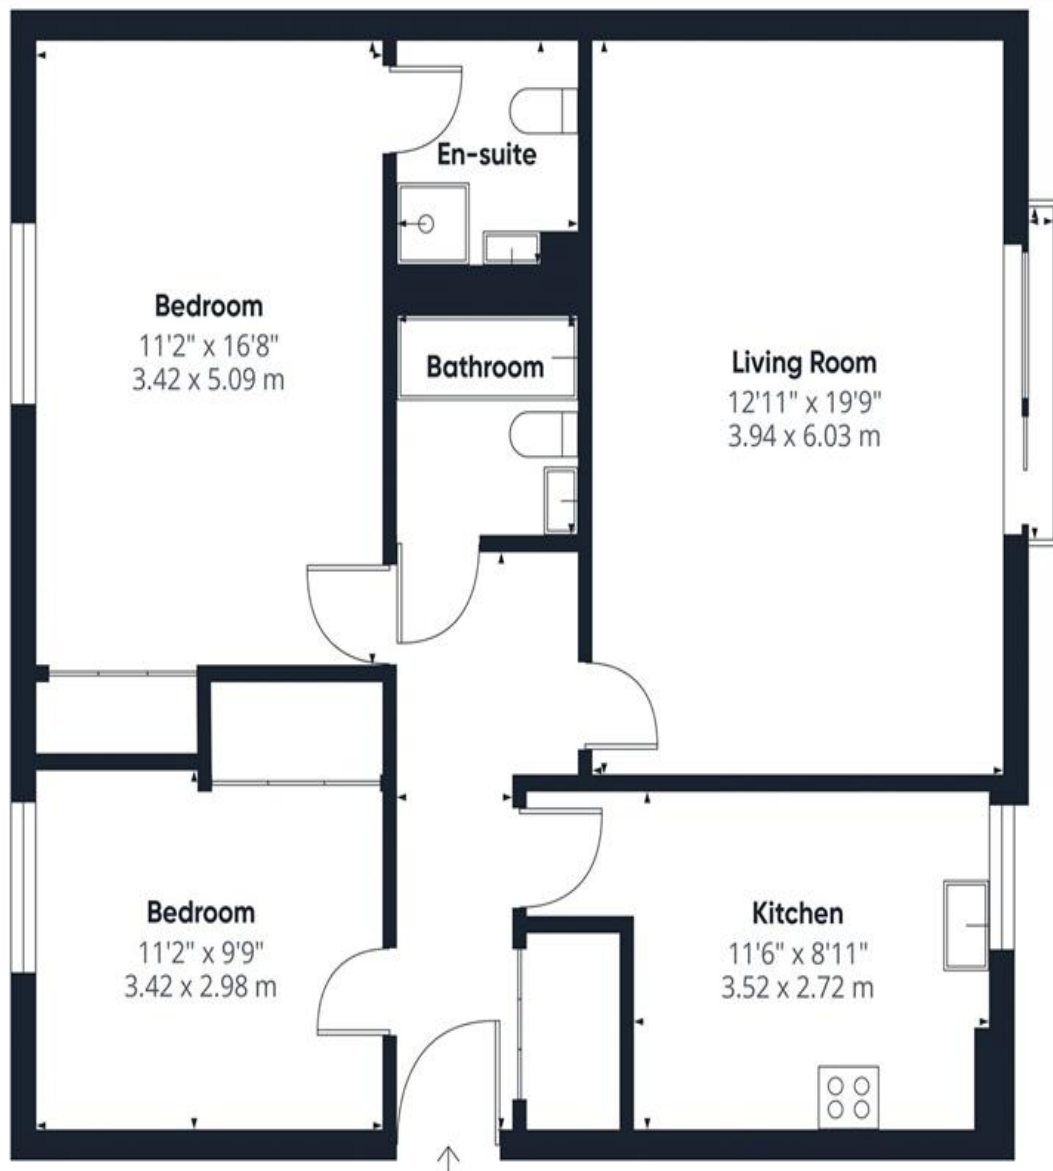 En-suite
Bedroom
11'2" x 16'8"
3.42 x 5.09 m
Bathroom
Living Room
12'11" x 19'9"
3.94 x 6.03 m
Bedroom
11'2" x 9'9"
3.42 x 2.98 m
Kitchen
11'6" x 8'11"
3.52 x 2.72 m